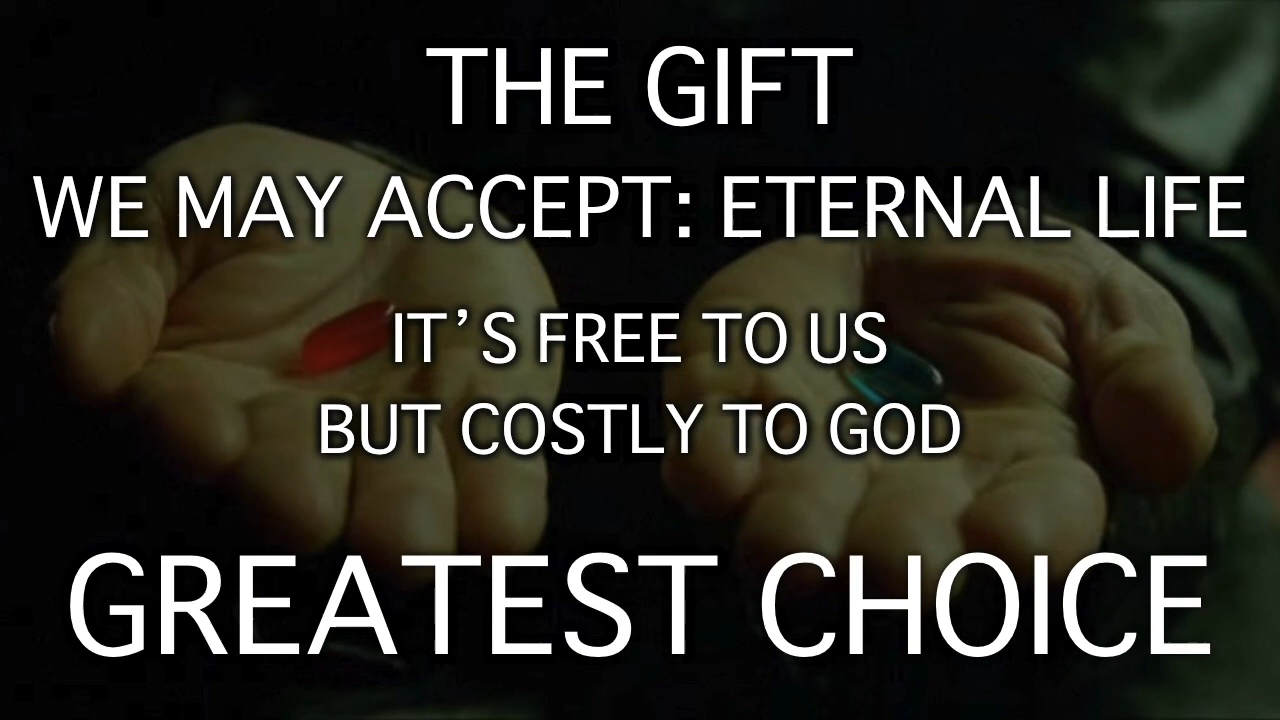 THE GIFT
WE MAY ACCEPT: ETERNAL LIFE
IT'S FREE TO US
BUT COSTLY TO GOD
GREATEST CHOICE